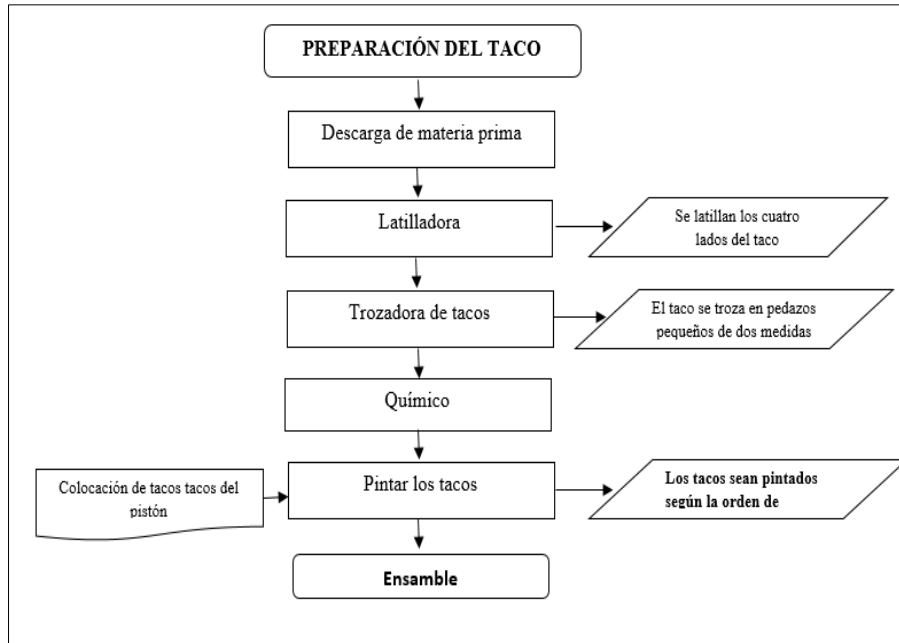 PREPARACIÓN DEL TACO
Descarga de materia prima
Latilladora
Se latillan los cuatro
lados del taco
Trozadora de tacos
El taco se troza en pedazos
pequeños de dos medidas
Químico
Colocación de tacos tacos del
pistón
Pintar los tacos
Los tacos sean pintados
según la orden de
Ensamble